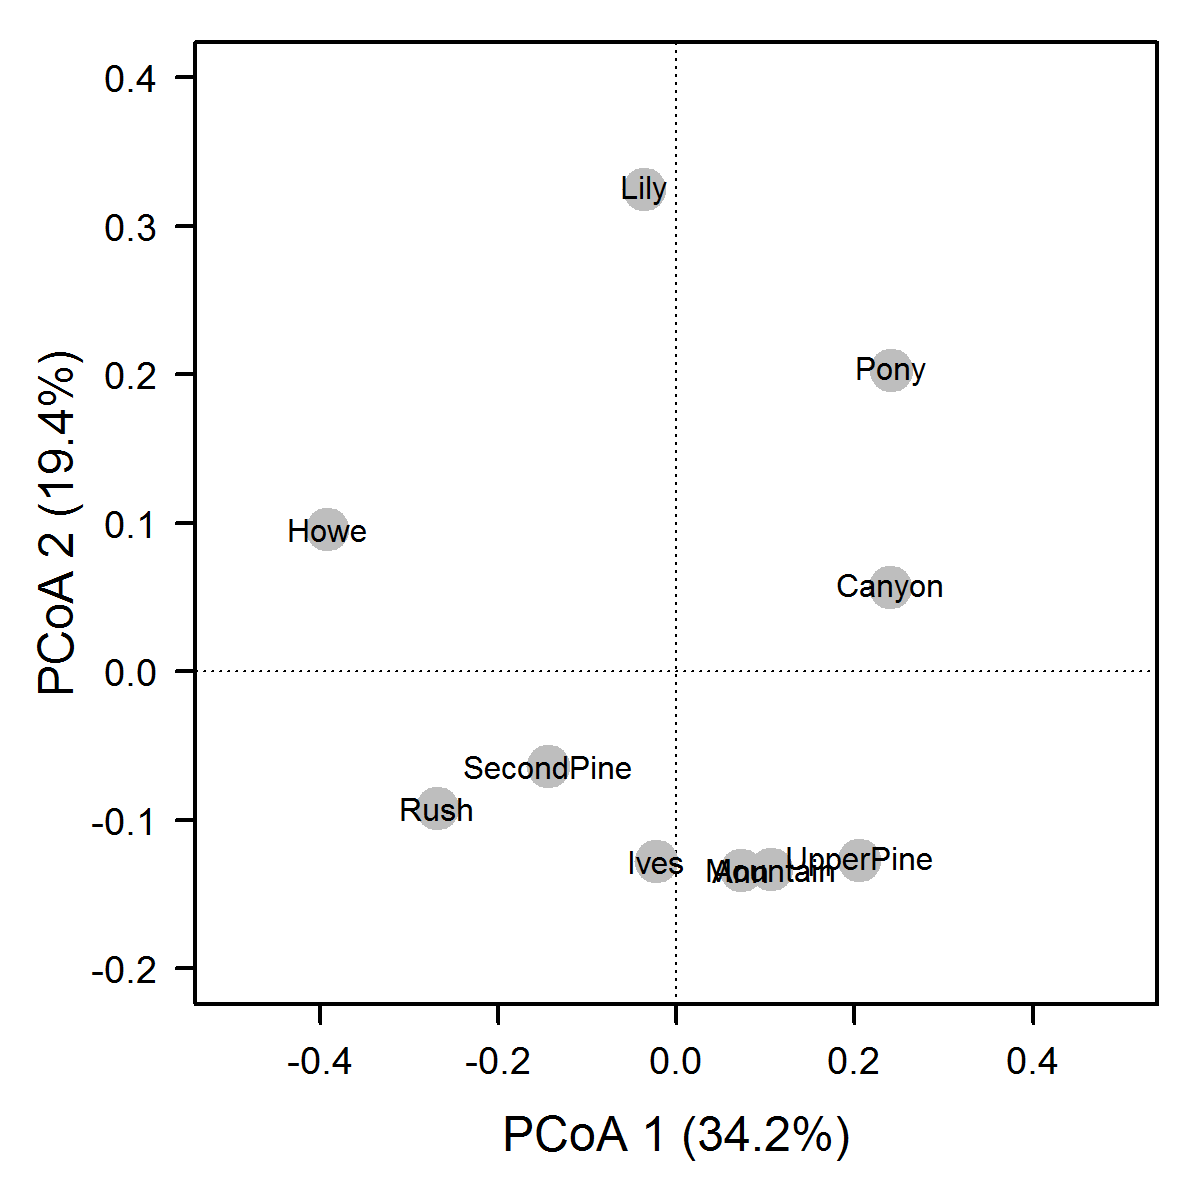 0.4
0.3
0.2
0.1
0.0
-0.1
-0.2
PCoA 2 (19.4%)
Lily
Pony
Howe
Canyon
SecondPine
Rush
Ives
Ann
Mountain
UpperPine
-0.4
-0.2
0.0
0.2
0.4
PCoA 1 (34.2%)